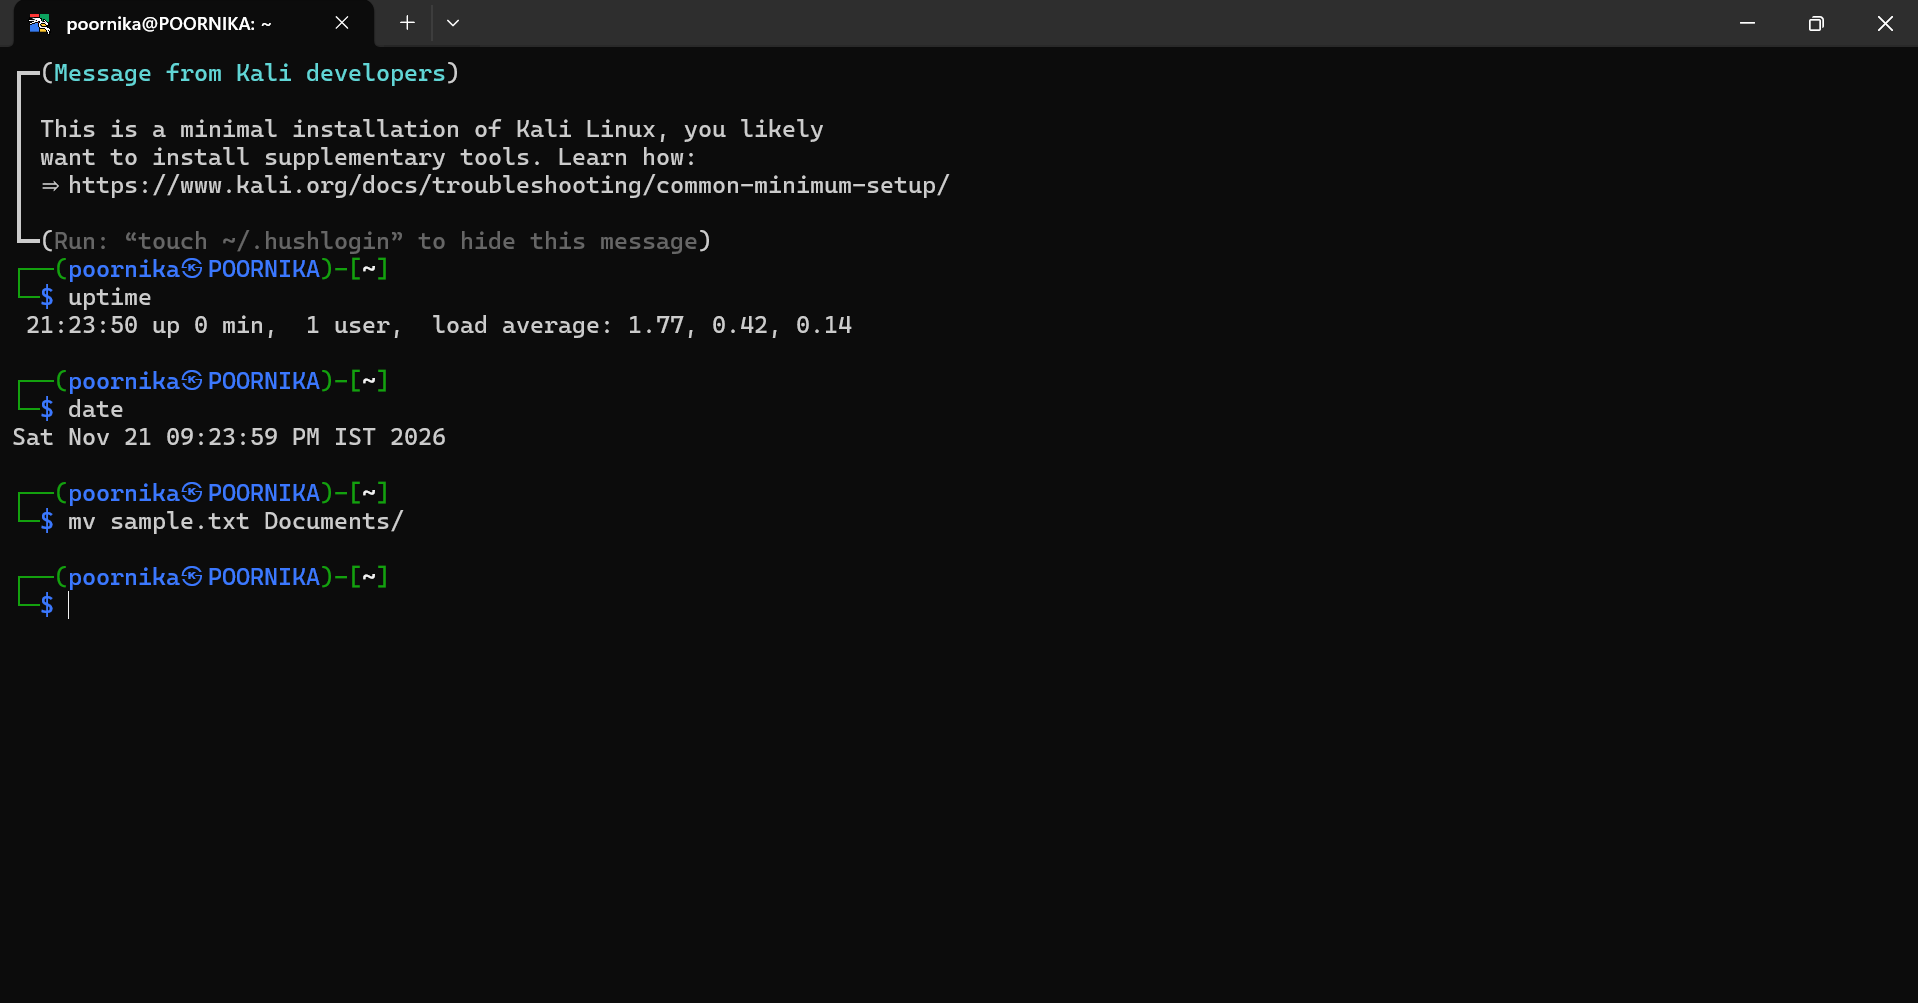 poornika@POORNIKA: ~
(Message from Kali developers)
This is a minimal installation of Kali Linux, you likely
want to install supplementary tools. Learn how:
⇒ https://www.kali.org/docs/troubleshooting/common-minimum-setup/
(Run: “touch ~/.hushlogin” to hide this message)
┌──(poornika㉿POORNIKA)-[~]
└─$ uptime
21:23:50 up 0 min,  1 user,  load average: 1.77, 0.42, 0.14
┌──(poornika㉿POORNIKA)-[~]
└─$ date
Sat Nov 21 09:23:59 PM IST 2026
┌──(poornika㉿POORNIKA)-[~]
└─$ mv sample.txt Documents/
┌──(poornika㉿POORNIKA)-[~]
└─$